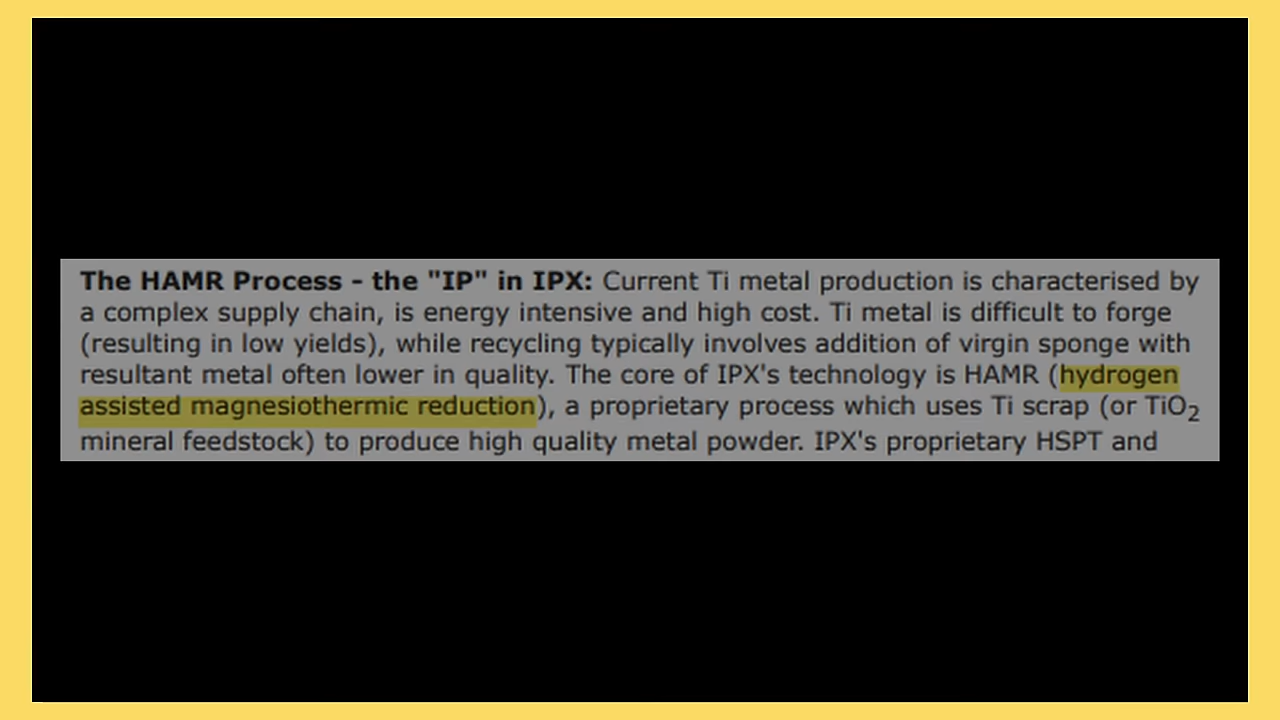 The HAMR Process - the "IP" in IPX: Current Ti metal production is characterised by
a complex supply chain, is energy intensive and high cost. Ti metal is difficult to forge
(resulting in low yields), while recycling typically involves addition of virgin sponge with
resultant metal often lower in quality. The core of IPX's technology is HAMR (hydrogen
assisted magnesiothermic reduction), a proprietary process which uses Ti scrap (or TiO₂
mineral feedstock) to produce high quality metal powder. IPX's proprietary HSPT and